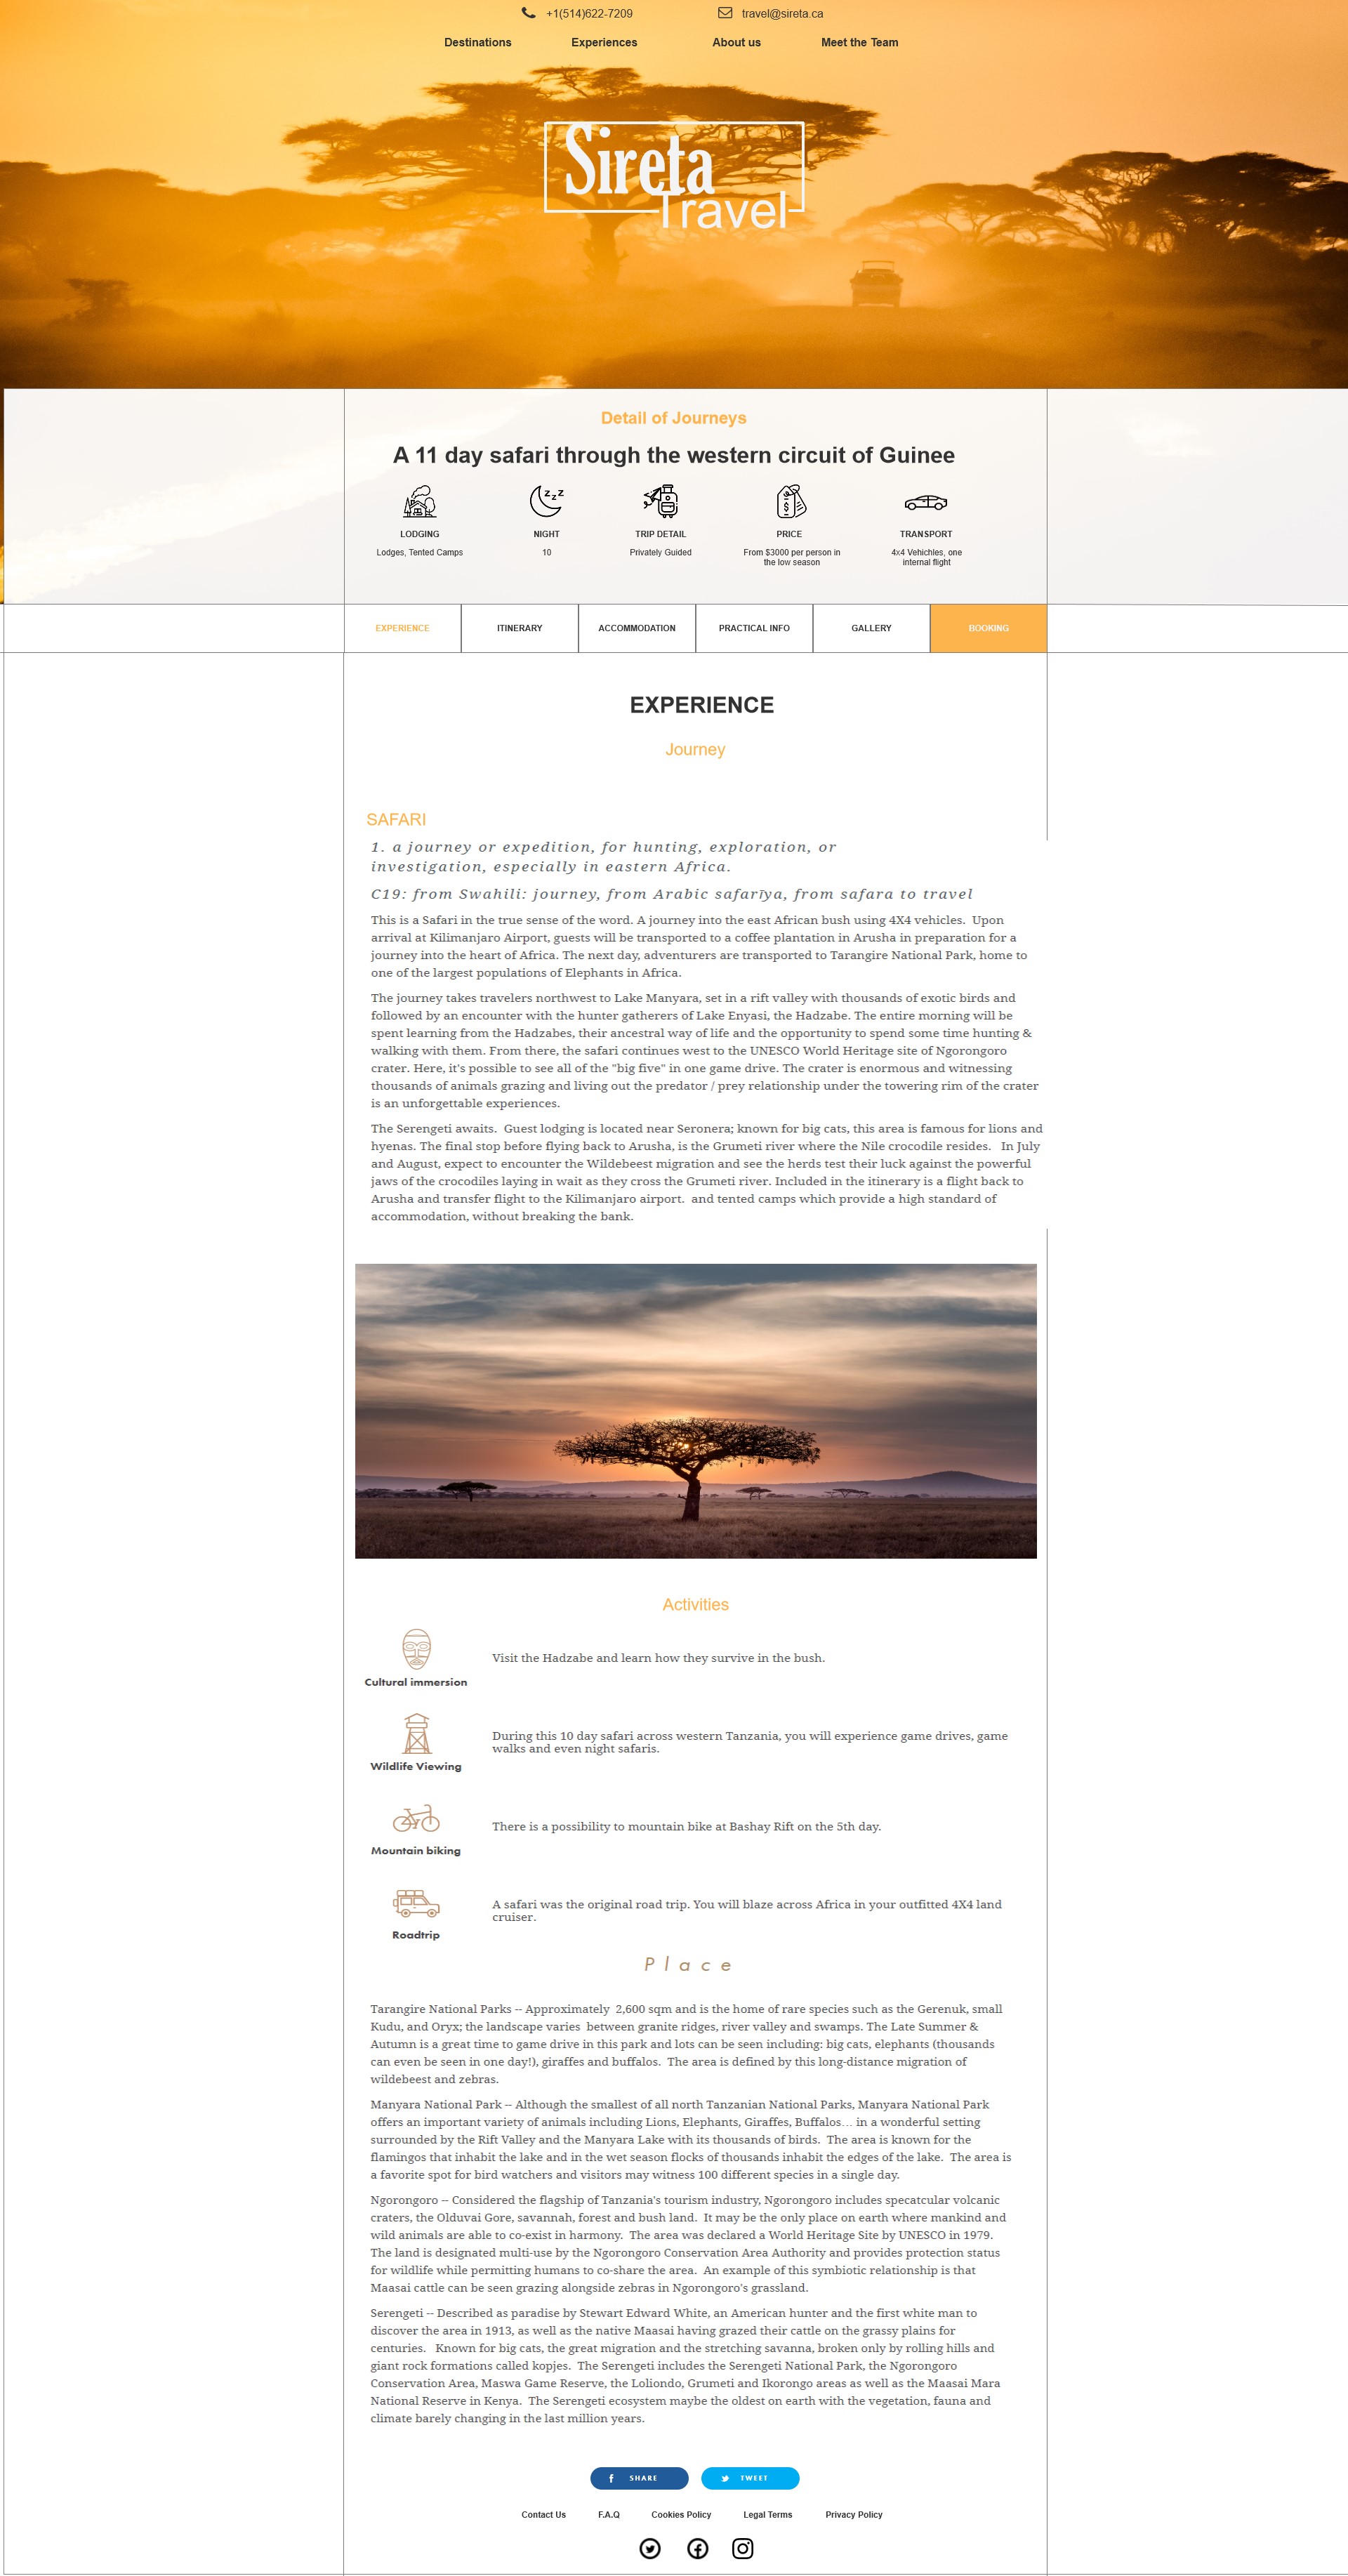 +1(514)622-7209 travel@sireta.ca
Destinations Experiences About us Meet the Team
Sireta
Travel
Detail of Journeys
A 11 day safari through the western circuit of Guinee
LODGING NIGHT TRIP DETAIL PRICE TRANSPORT
Lodges, Tented Camps 10 Privately Guided From $3000 per person in 4x4 Vehichles, one
the low season internal flight
EXPERIENCE ITINERARY ACCOMMODATION PRACTICAL INFO GALLERY BOOKING
EXPERIENCE
Journey
SAFARI
1. a journey or expedition, for hunting, exploration, or
investigation, especially in eastern Africa.
C19: from Swahili: journey, from Arabic safarīya, from safara to travel
This is a Safari in the true sense of the word. A journey into the east African bush using 4X4 vehicles.  Upon
arrival at Kilimanjaro Airport, guests will be transported to a coffee plantation in Arusha in preparation for a
journey into the heart of Africa. The next day, adventurers are transported to Tarangire National Park, home to
one of the largest populations of Elephants in Africa.
The journey takes travelers northwest to Lake Manyara, set in a rift valley with thousands of exotic birds and
followed by an encounter with the hunter gatherers of Lake Enyasi, the Hadzabe. The entire morning will be
spent learning from the Hadzabes, their ancestral way of life and the opportunity to spend some time hunting &
walking with them. From there, the safari continues west to the UNESCO World Heritage site of Ngorongoro
crater. Here, it's possible to see all of the "big five" in one game drive. The crater is enormous and witnessing
thousands of animals grazing and living out the predator / prey relationship under the towering rim of the crater
is an unforgettable experiences.
The Serengeti awaits.  Guest lodging is located near Seronera; known for big cats, this area is famous for lions and
hyenas. The final stop before flying back to Arusha, is the Grumeti river where the Nile crocodile resides.   In July
and August, expect to encounter the Wildebeest migration and see the herds test their luck against the powerful
jaws of the crocodiles laying in wait as they cross the Grumeti river. Included in the itinerary is a flight back to
Arusha and transfer flight to the Kilimanjaro airport.  and tented camps which provide a high standard of
accommodation, without breaking the bank.
Activities
Cultural immersion
Visit the Hadzabe and learn how they survive in the bush.
Wildlife Viewing
During this 10 day safari across western Tanzania, you will experience game drives, game
walks and even night safaris.
Mountain biking
There is a possibility to mountain bike at Bashay Rift on the 5th day.
Roadtrip
A safari was the original road trip. You will blaze across Africa in your outfitted 4X4 land
cruiser.
Place
Tarangire National Parks -- Approximately  2,600 sqm and is the home of rare species such as the Gerenuk, small
Kudu, and Oryx; the landscape varies  between granite ridges, river valley and swamps. The Late Summer &
Autumn is a great time to game drive in this park and lots can be seen including: big cats, elephants (thousands
can even be seen in one day!), giraffes and buffalos.  The area is defined by this long-distance migration of
wildebeest and zebras.
Manyara National Park -- Although the smallest of all north Tanzanian National Parks, Manyara National Park
offers an important variety of animals including Lions, Elephants, Giraffes, Buffalos… in a wonderful setting
surrounded by the Rift Valley and the Manyara Lake with its thousands of birds.  The area is known for the
flamingos that inhabit the lake and in the wet season flocks of thousands inhabit the edges of the lake.  The area is
a favorite spot for bird watchers and visitors may witness 100 different species in a single day.
Ngorongoro -- Considered the flagship of Tanzania's tourism industry, Ngorongoro includes specatcular volcanic
craters, the Olduvai Gore, savannah, forest and bush land.  It may be the only place on earth where mankind and
wild animals are able to co-exist in harmony.  The area was declared a World Heritage Site by UNESCO in 1979.
The land is designated multi-use by the Ngorongoro Conservation Area Authority and provides protection status
for wildlife while permitting humans to co-share the area.  An example of this symbiotic relationship is that
Maasai cattle can be seen grazing alongside zebras in Ngorongoro's grassland.
Serengeti -- Described as paradise by Stewart Edward White, an American hunter and the first white man to
discover the area in 1913, as well as the native Maasai having grazed their cattle on the grassy plains for
centuries.   Known for big cats, the great migration and the stretching savanna, broken only by rolling hills and
giant rock formations called kopjes.  The Serengeti includes the Serengeti National Park, the Ngorongoro
Conservation Area, Maswa Game Reserve, the Loliondo, Grumeti and Ikorongo areas as well as the Maasai Mara
National Reserve in Kenya.  The Serengeti ecosystem maybe the oldest on earth with the vegetation, fauna and
climate barely changing in the last million years.
SHARE TWEET
Contact Us F.A.Q Cookies Policy Legal Terms Privacy Policy